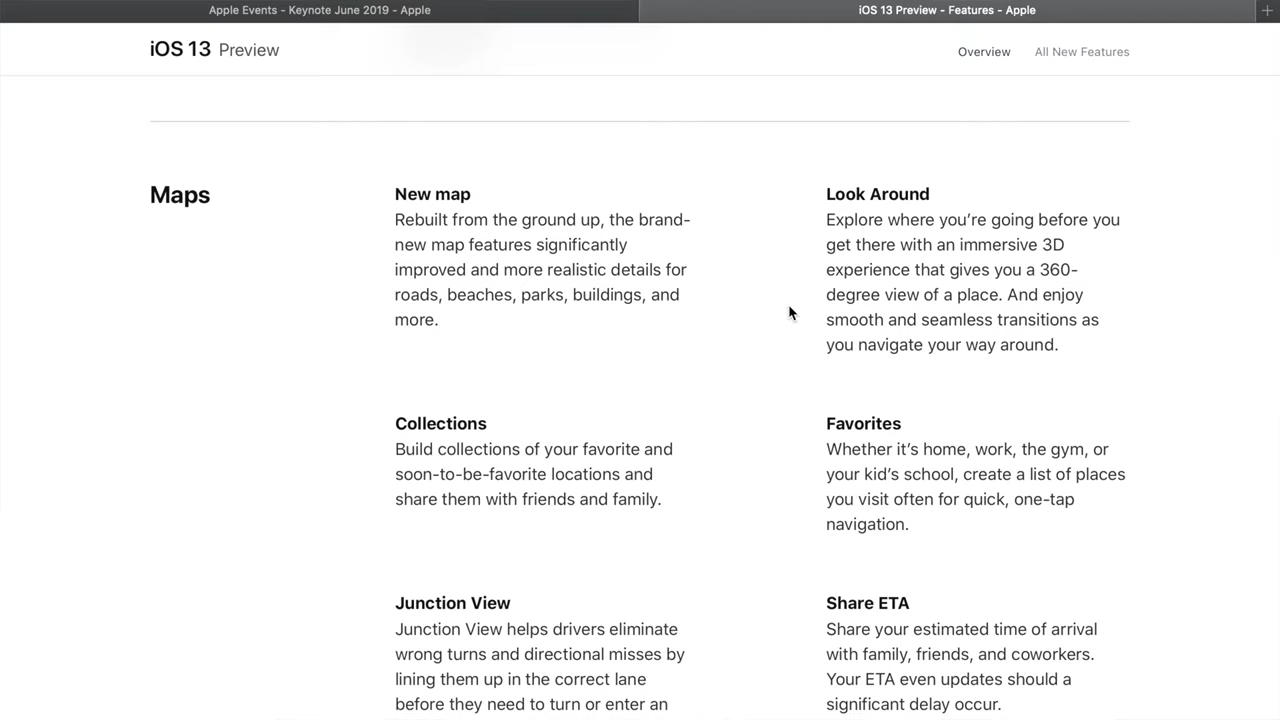 Apple Events - Keynote June 2019 - Apple
iOS 13 Preview - Features - Apple
iOS 13 Preview
Overview
All New Features
Maps
New map
Rebuilt from the ground up, the brand-
new map features significantly
improved and more realistic details for
roads, beaches, parks, buildings, and
more.
Look Around
Explore where you’re going before you
get there with an immersive 3D
experience that gives you a 360-
degree view of a place. And enjoy
smooth and seamless transitions as
you navigate your way around.
Collections
Build collections of your favorite and
soon-to-be-favorite locations and
share them with friends and family.
Favorites
Whether it’s home, work, the gym, or
your kid’s school, create a list of places
you visit often for quick, one-tap
navigation.
Junction View
Junction View helps drivers eliminate
wrong turns and directional misses by
lining them up in the correct lane
before they need to turn or enter an
Share ETA
Share your estimated time of arrival
with family, friends, and coworkers.
Your ETA even updates should a
significant delay occur.